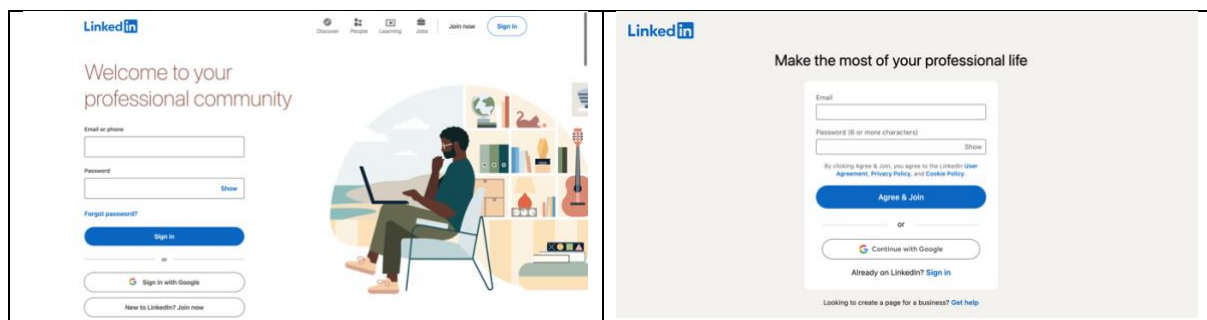 Linked in
Discover People Learning Jobs Join now Sign in
Welcome to your
professional community
Email or phone
Password
Show
Forgot password?
Sign in
or
Sign in with Google
New to LinkedIn? Join now
Linked in
Make the most of your professional life
Email
Password (6 or more characters)
Show
By clicking Agree & Join, you agree to the LinkedIn User
Agreement, Privacy Policy, and Cookie Policy.
Agree & Join
or
Continue with Google
Already on LinkedIn? Sign in
Looking to create a page for a business? Get help